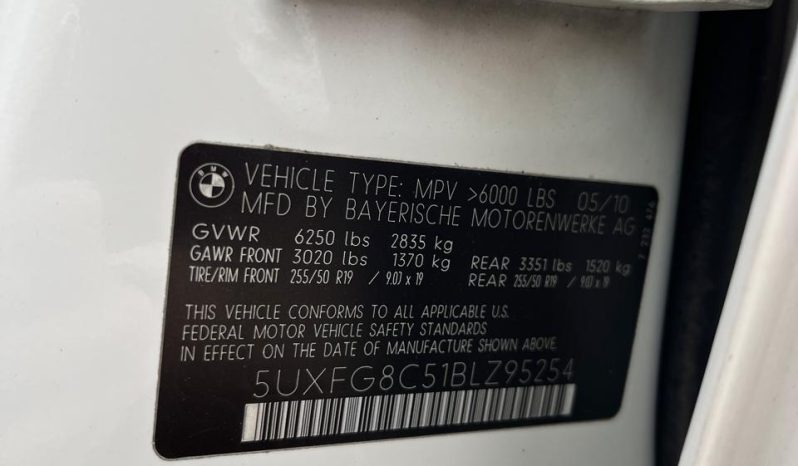 BMW
VEHICLE TYPE: MPV >6000 LBS 05/10
MFD BY BAYERISCHE MOTORENWERKE AG
GVWR 6250 lbs 2835 kg
GAWR FRONT 3020 lbs 1370 kg REAR 3351 lbs 1520 kg
TIRE/RIM FRONT 255/50 R19 / 9.0J x 19 REAR 255/50 R19 / 9.0J x 19
THIS VEHICLE CONFORMS TO ALL APPLICABLE U.S.
FEDERAL MOTOR VEHICLE SAFETY STANDARDS
IN EFFECT ON THE DATE OF MANUFACTURE SHOWN ABOVE.
5UXFG8C51BLZ95254